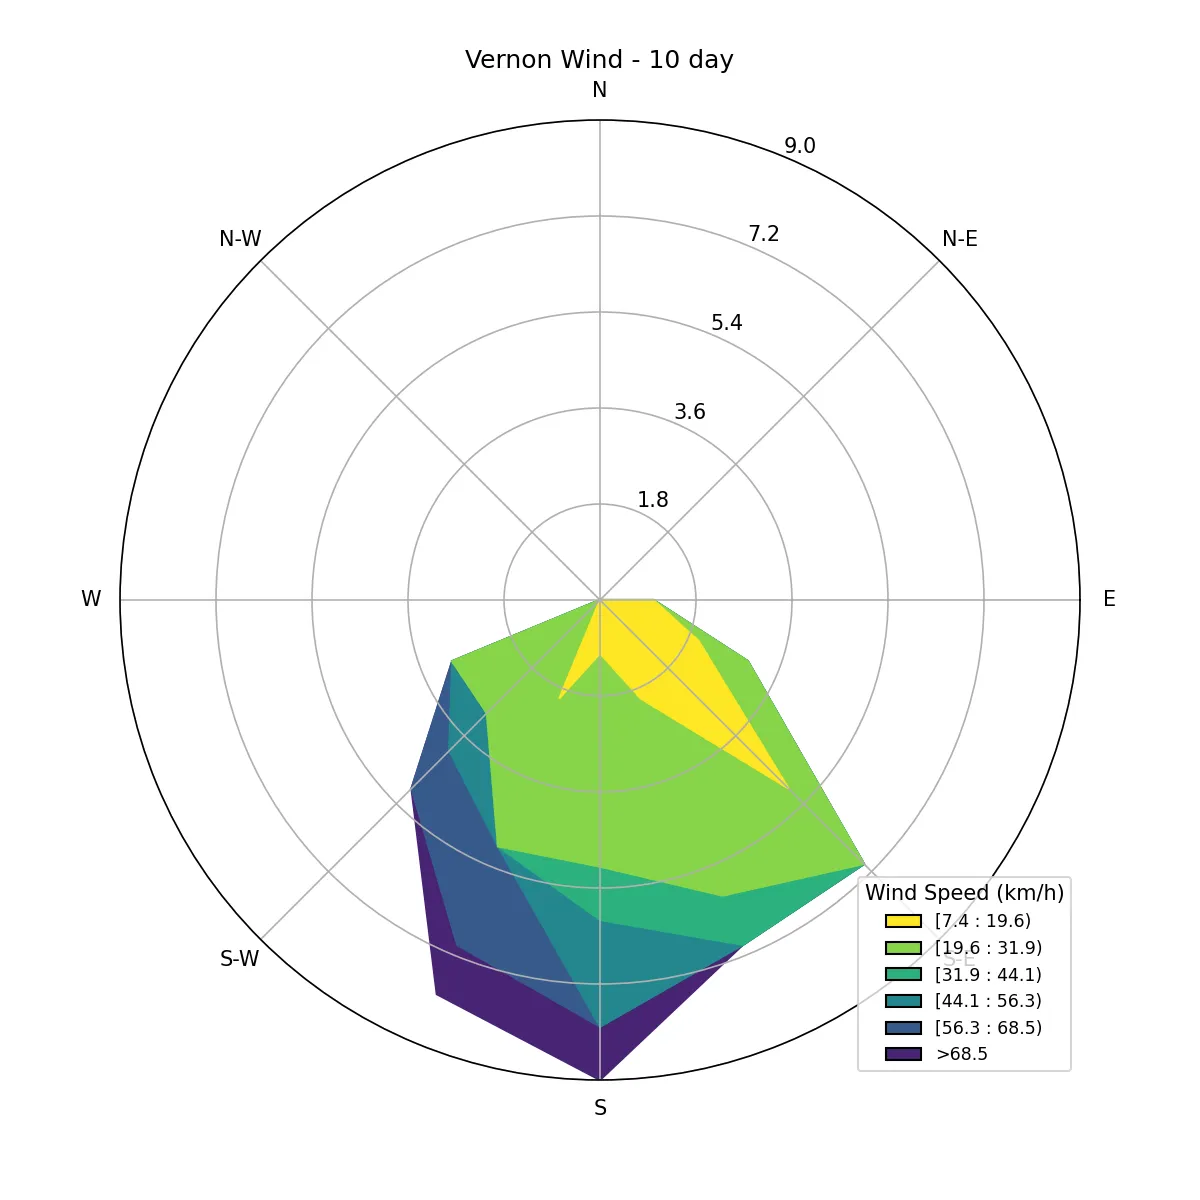 Vernon Wind - 10 day
N
9.0
N-W
7.2
N-E
5.4
3.6
1.8
W
E
Wind Speed (km/h)
[7.4 : 19.6)
[19.6 : 31.9)
S-W
S-E
[31.9 : 44.1)
[44.1 : 56.3)
[56.3 : 68.5)
>68.5
S